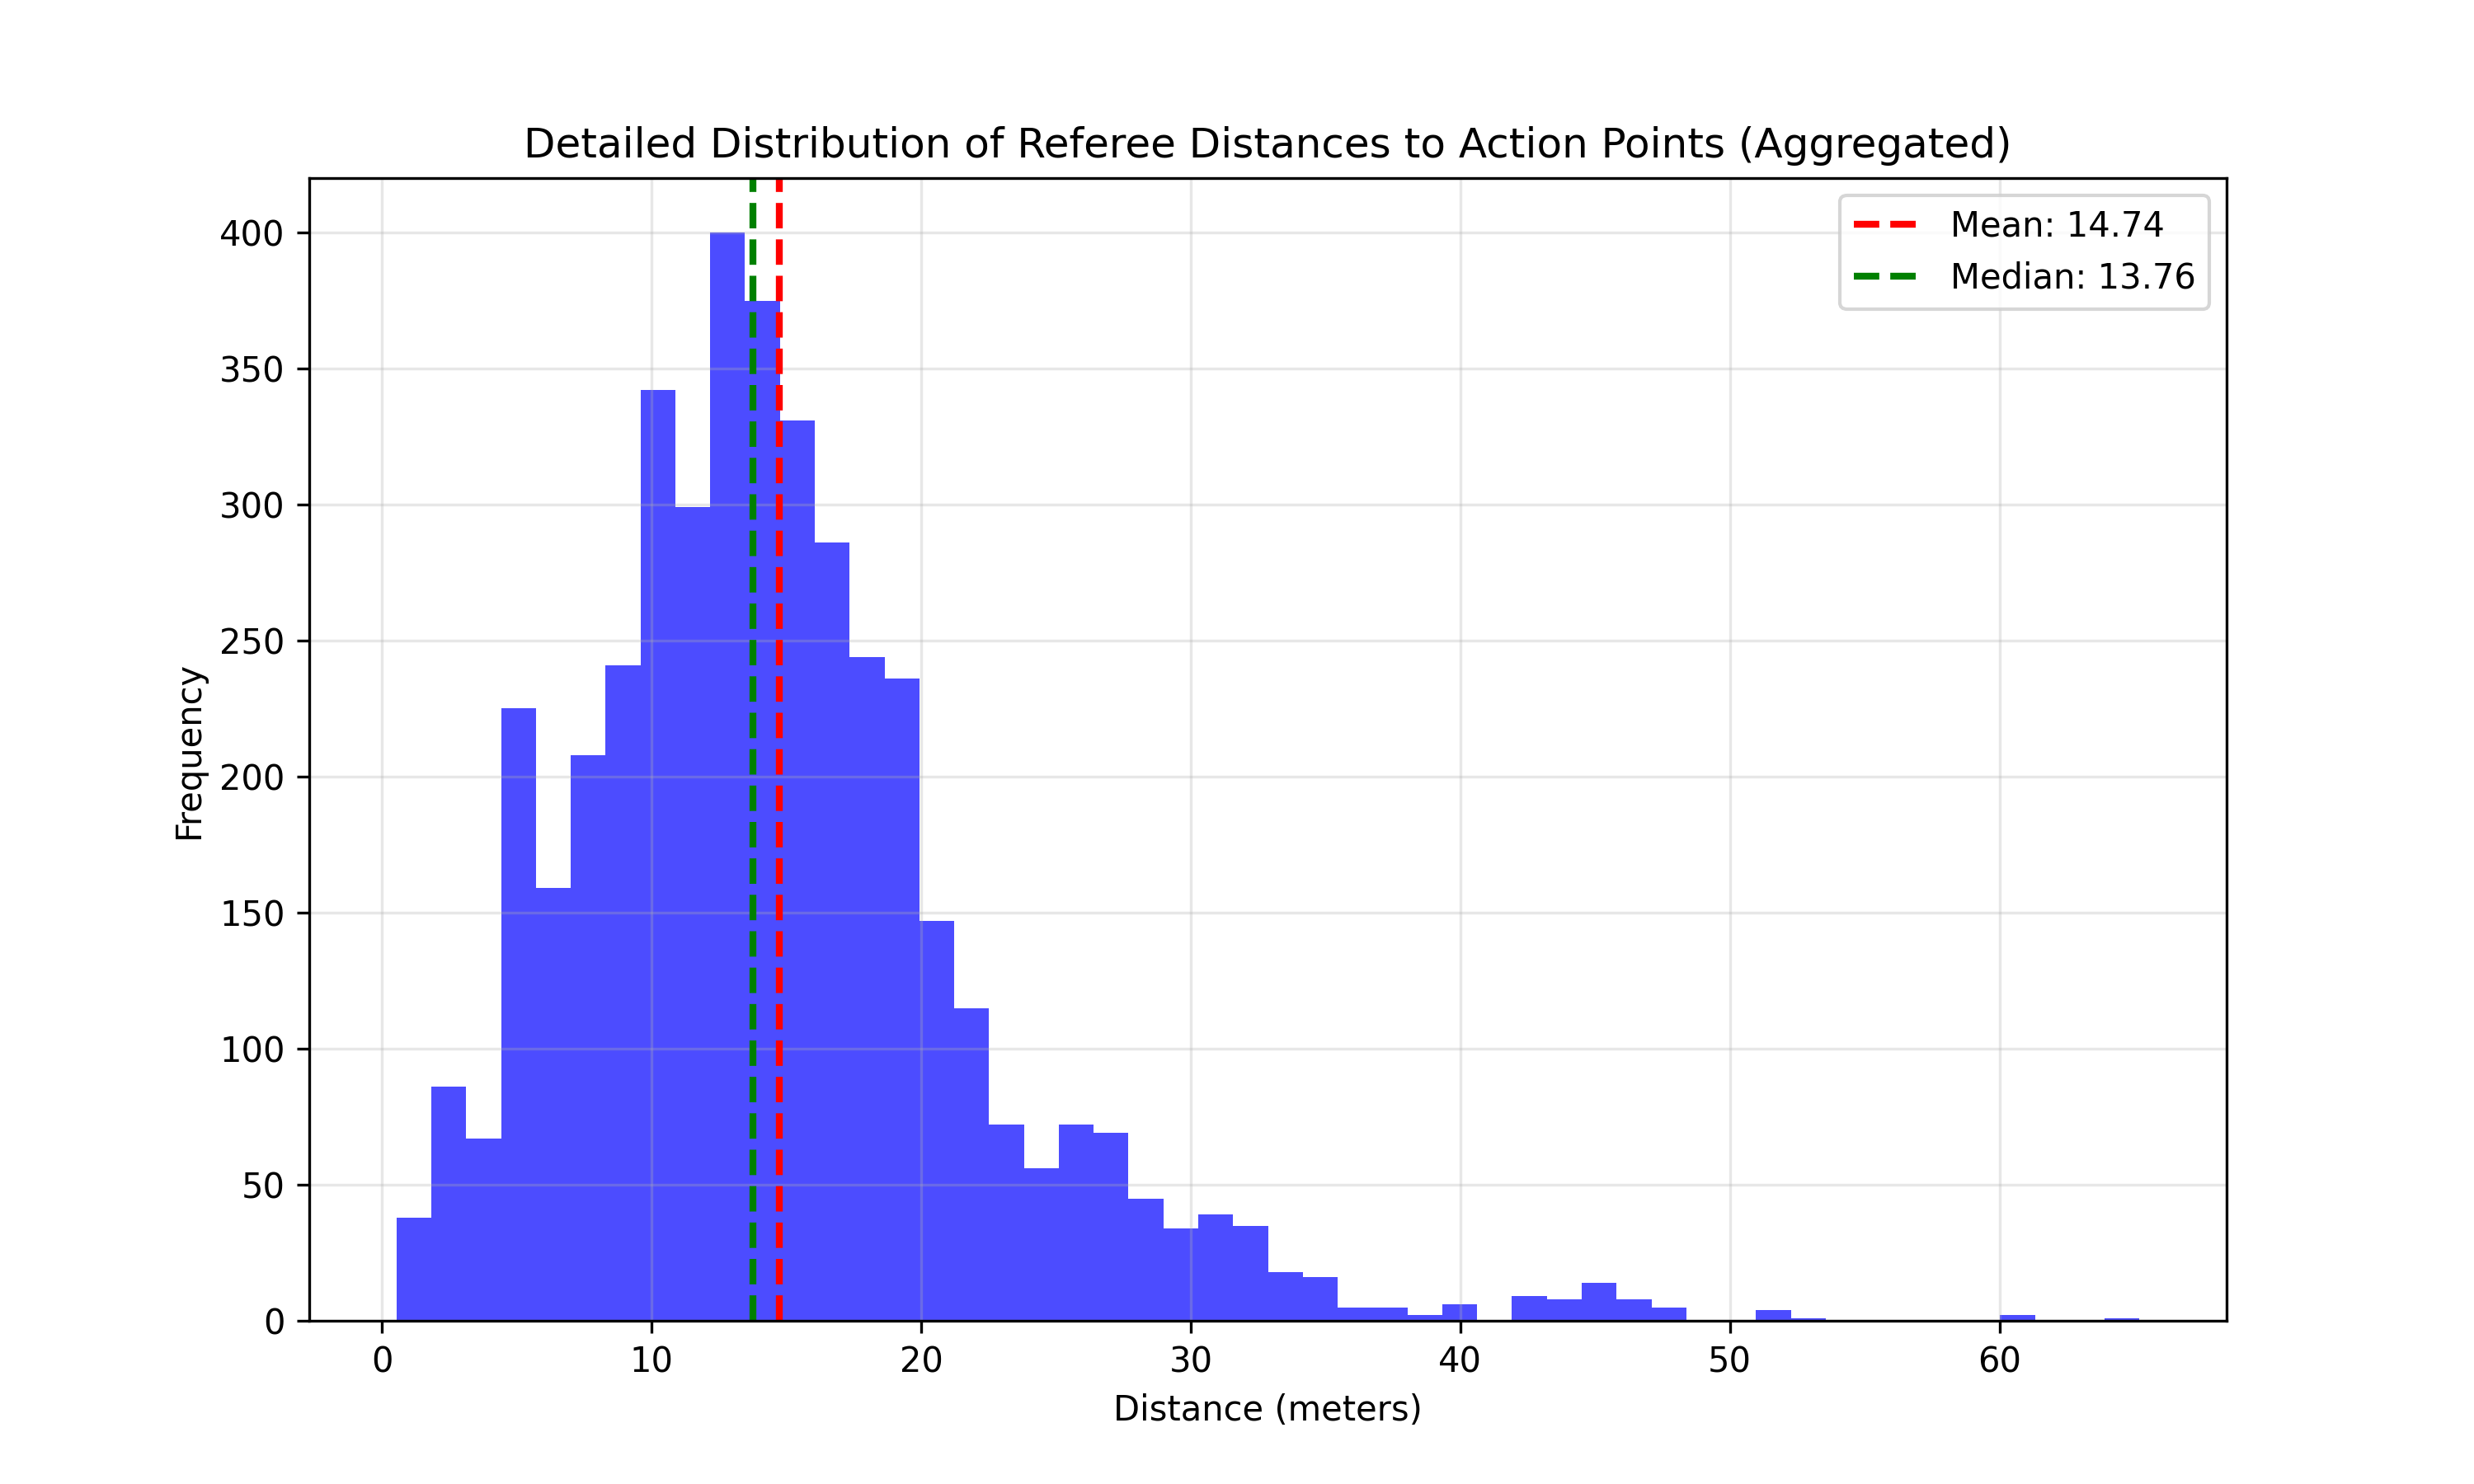 Detailed Distribution of Referee Distances to Action Points (Aggregated)
Mean: 14.74
Median: 13.76
Frequency
400
350
300
250
200
150
100
50
0
0 10 20 30 40 50 60
Distance (meters)